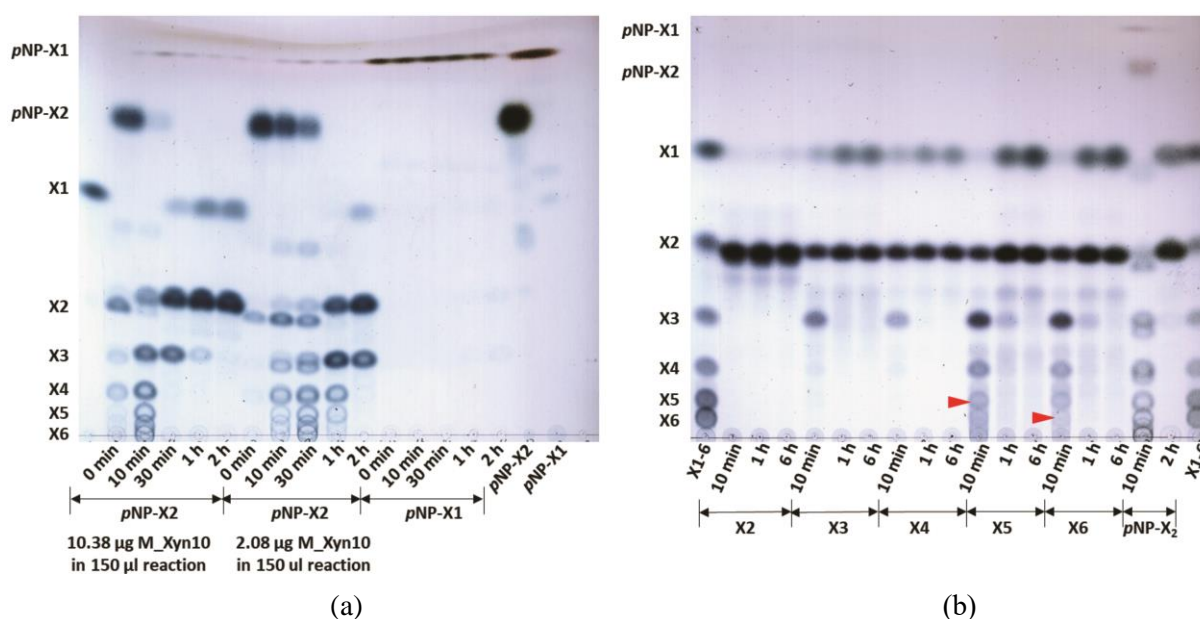 pNP-X1
pNP-X2
X1
X2
X3
X4
X5
X6
0 min 10 min 30 min 1 h 2 h 0 min 10 min 30 min 1 h 2 h 0 min 10 min 30 min 1 h 2 h pNP-X2 pNP-X1
pNP-X2 pNP-X2 pNP-X1
10.38 µg M_Xyn10 2.08 µg M_Xyn10
in 150 µl reaction in 150 ul reaction
(a)
pNP-X1
pNP-X2
X1
X2
X3
X4
X5
X6
X1-6 10 min 1 h 6 h 10 min 1 h 6 h 10 min 1 h 6 h 10 min 1 h 6 h 10 min 1 h 6 h 10 min 2 h
X2 X3 X4 X5 X6 pNP-X₂
(b)